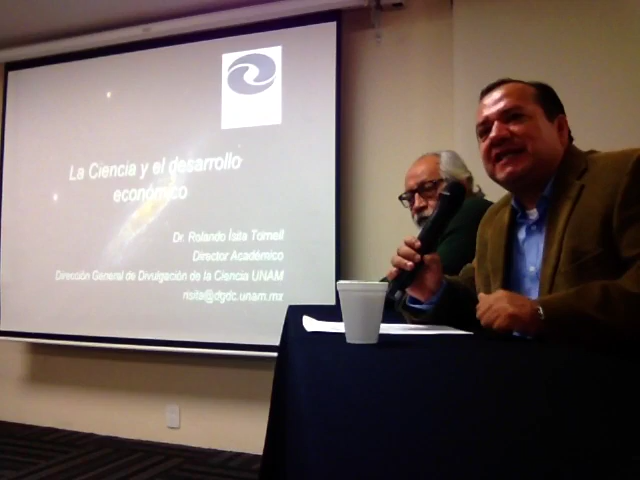 La Ciencia y el desarrollo
económico
Dr. Rolando Ísita Tornell
Director Académico
Dirección General de Divulgación de la Ciencia UNAM
risita@dgdc.unam.mx